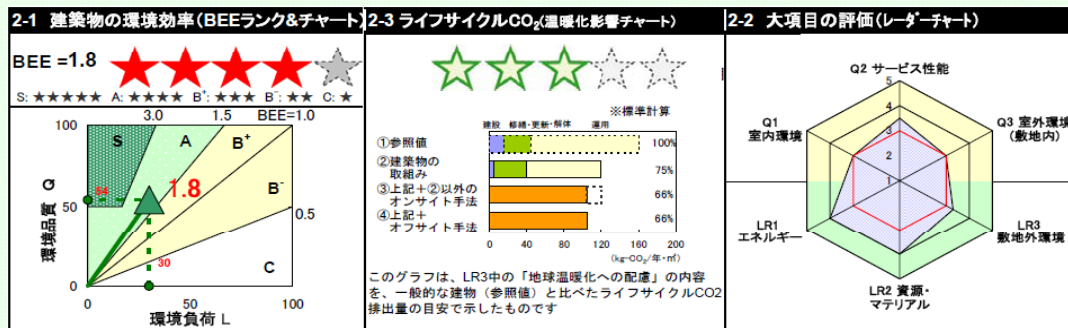 2-1 建築物の環境効率(BEEランク&チャート)
BEE =1.8
S: ★★★★★ A: ★★★★ B⁺: ★★★ B⁻: ★★ C: ★
3.0 1.5 BEE=1.0
100
S A B⁺
64
1.8
B⁻
50
0.5
30
C
0
0 50 100
環境品質 Q
環境負荷 L
2-3 ライフサイクルCO₂(温暖化影響チャート)
※標準計算
建設 修繕・更新・解体 運用
①参照値 100%
②建築物の取組み 75%
③上記+②以外の
オンサイト手法 66%
④上記+
オフサイト手法 66%
0 40 80 120 160 200
(kg-CO₂/年・㎡)
このグラフは、LR3中の「地球温暖化への配慮」の内容
を、一般的な建物(参照値)と比べたライフサイクルCO2
排出量の目安で示したものです
2-2 大項目の評価(レーダーチャート)
Q2 サービス性能
5
4
3
2
1
Q1
室内環境
Q3 室外環境
(敷地内)
LR1
エネルギー
LR3
敷地外環境
LR2 資源・
マテリアル